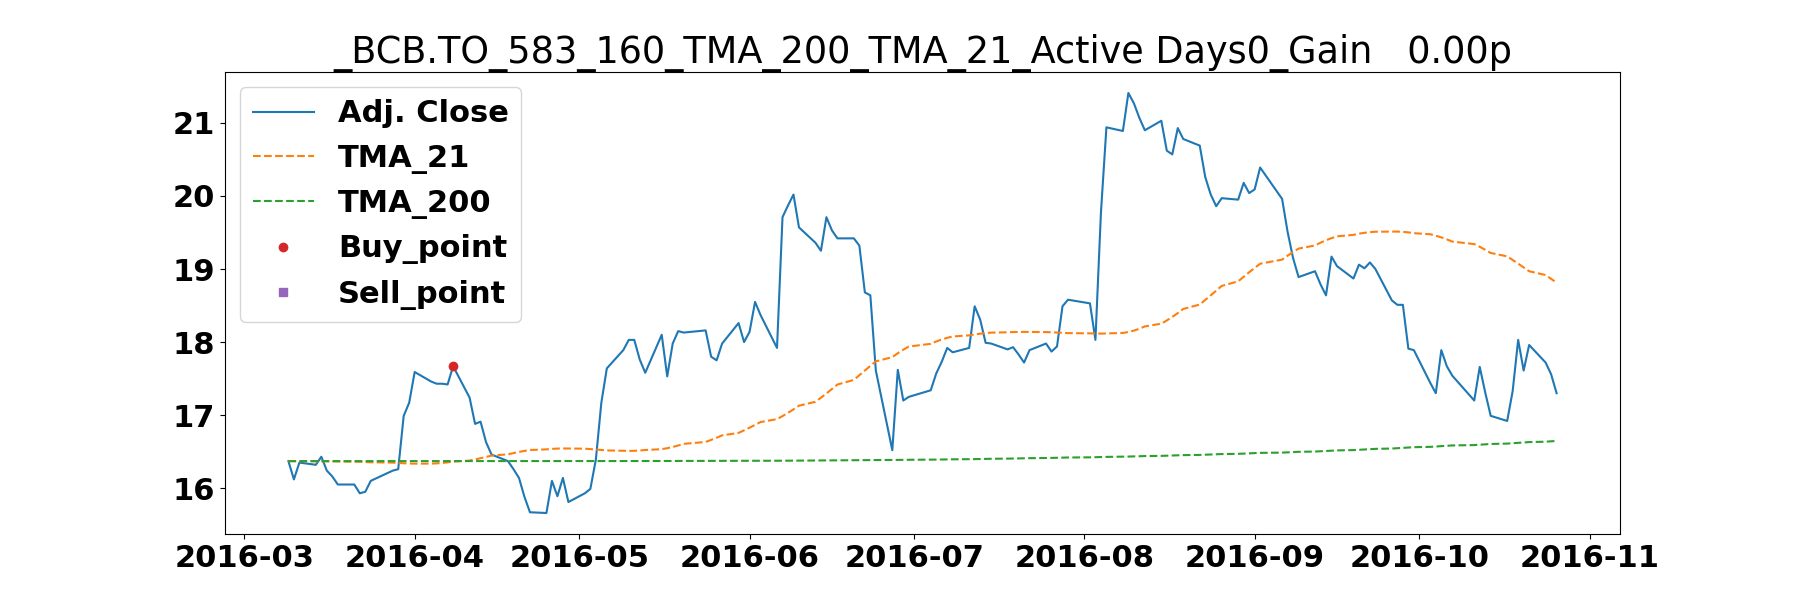 _BCB.TO_583_160_TMA_200_TMA_21_Active Days0_Gain   0.00p
Adj. Close
TMA_21
TMA_200
Buy_point
Sell_point
21
20
19
18
17
16
2016-03 2016-04 2016-05 2016-06 2016-07 2016-08 2016-09 2016-10 2016-11